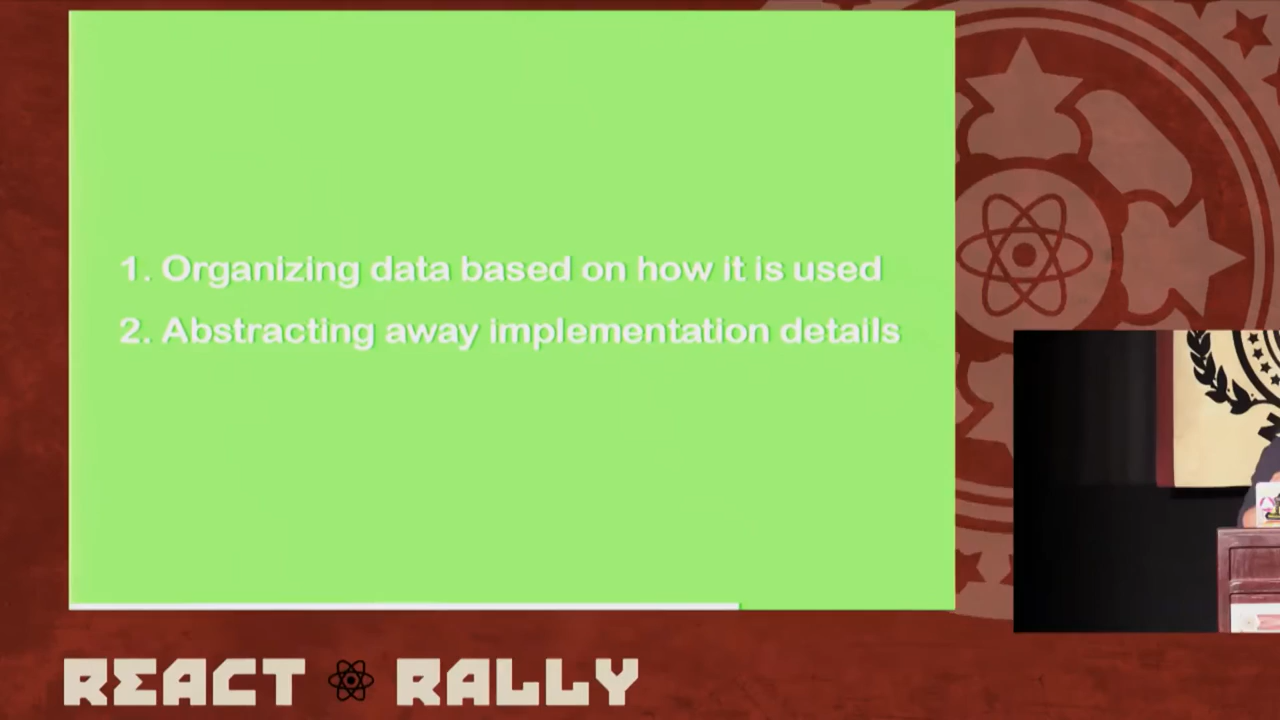 1. Organizing data based on how it is used
2. Abstracting away implementation details
REACT RALLY